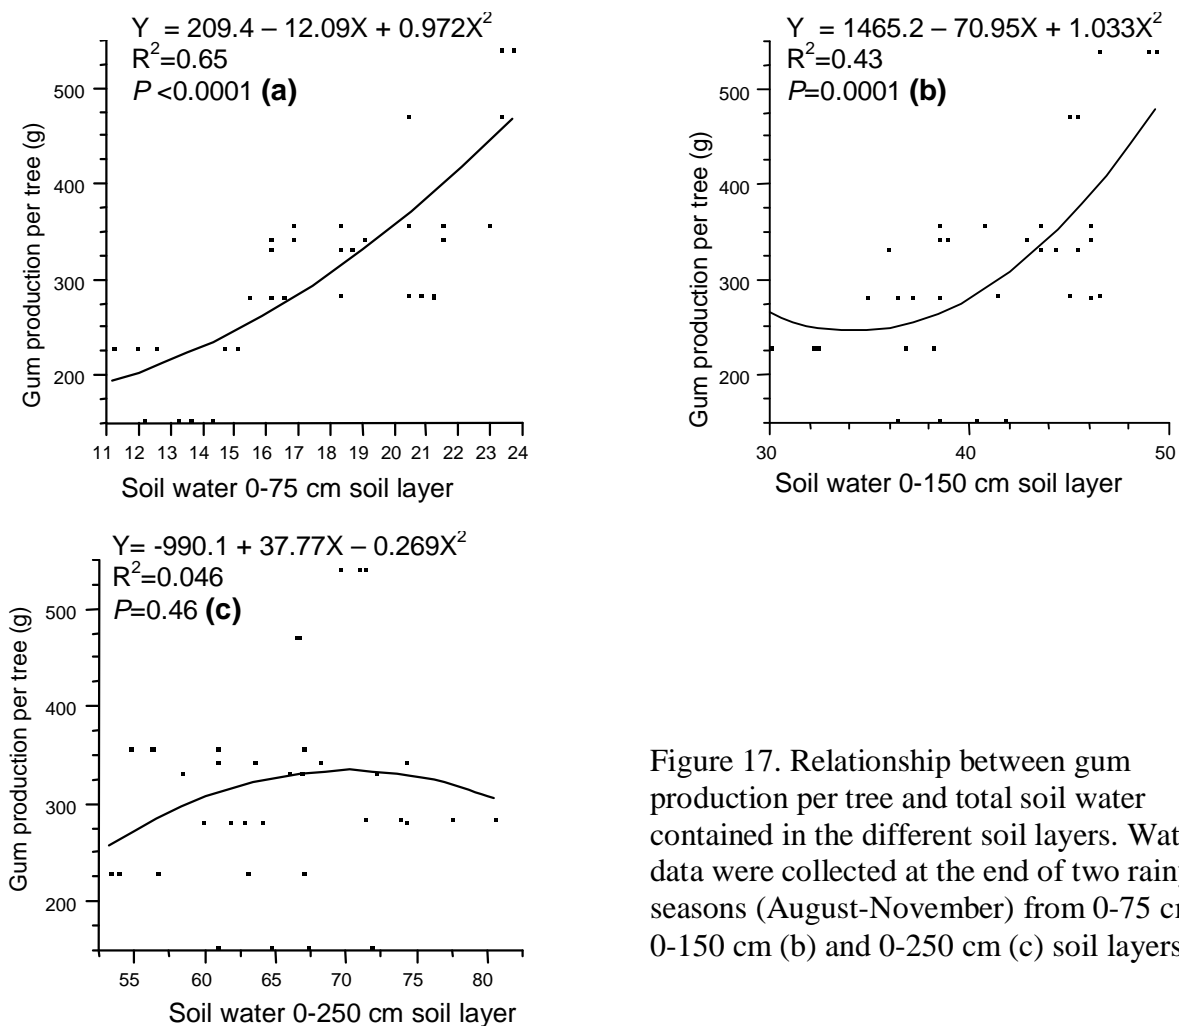 Y = 209.4 – 12.09X + 0.972X²
R²=0.65
P <0.0001 (a)
500
400
300
200
Gum production per tree (g)
11 12 13 14 15 16 17 18 19 20 21 22 23 24
Soil water 0-75 cm soil layer
Y = 1465.2 – 70.95X + 1.033X²
R²=0.43
P=0.0001 (b)
500
400
300
200
Gum production per tree (g)
30 40 50
Soil water 0-150 cm soil layer
Y= -990.1 + 37.77X – 0.269X²
R²=0.046
P=0.46 (c)
500
400
300
200
Gum production per tree (g)
55 60 65 70 75 80
Soil water 0-250 cm soil layer
Figure 17. Relationship between gum
production per tree and total soil water
contained in the different soil layers. Wat
data were collected at the end of two rain
seasons (August-November) from 0-75 c
0-150 cm (b) and 0-250 cm (c) soil layers